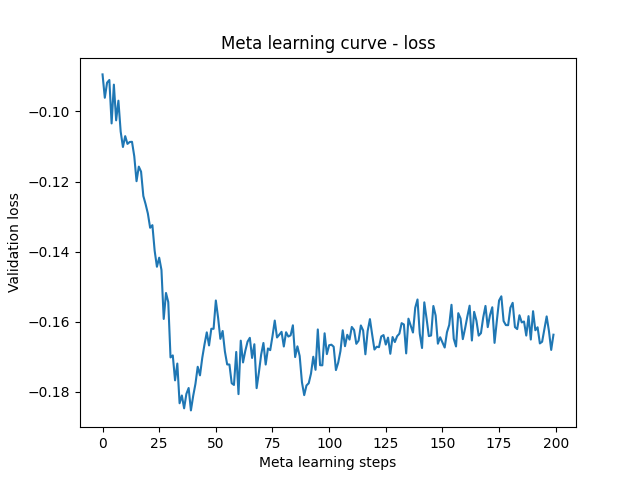 Meta learning curve - loss
Validation loss
−0.10
−0.12
−0.14
−0.16
−0.18
0 25 50 75 100 125 150 175 200
Meta learning steps